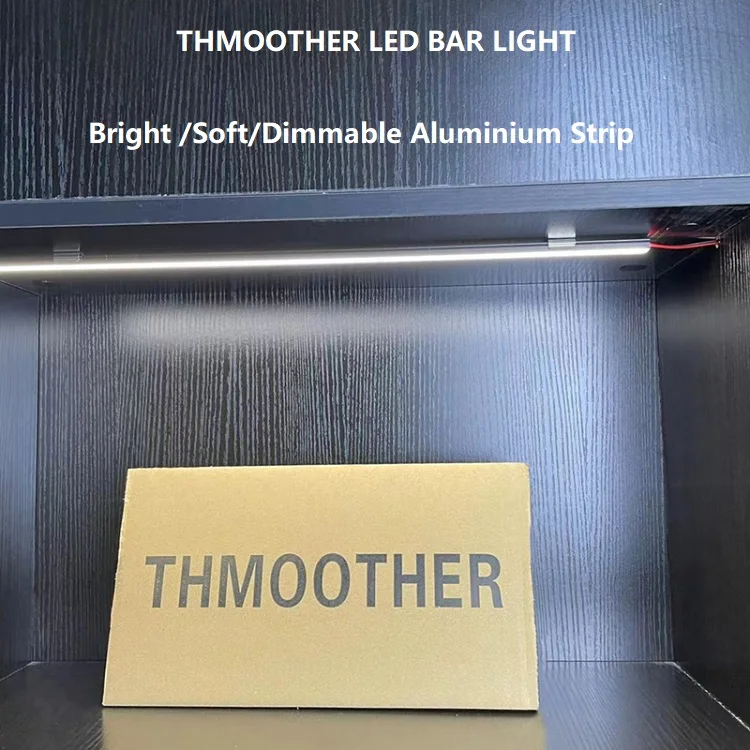 THMOOTHER LED BAR LIGHT
Bright /Soft/Dimmable Aluminium Strip
THMOOTHER